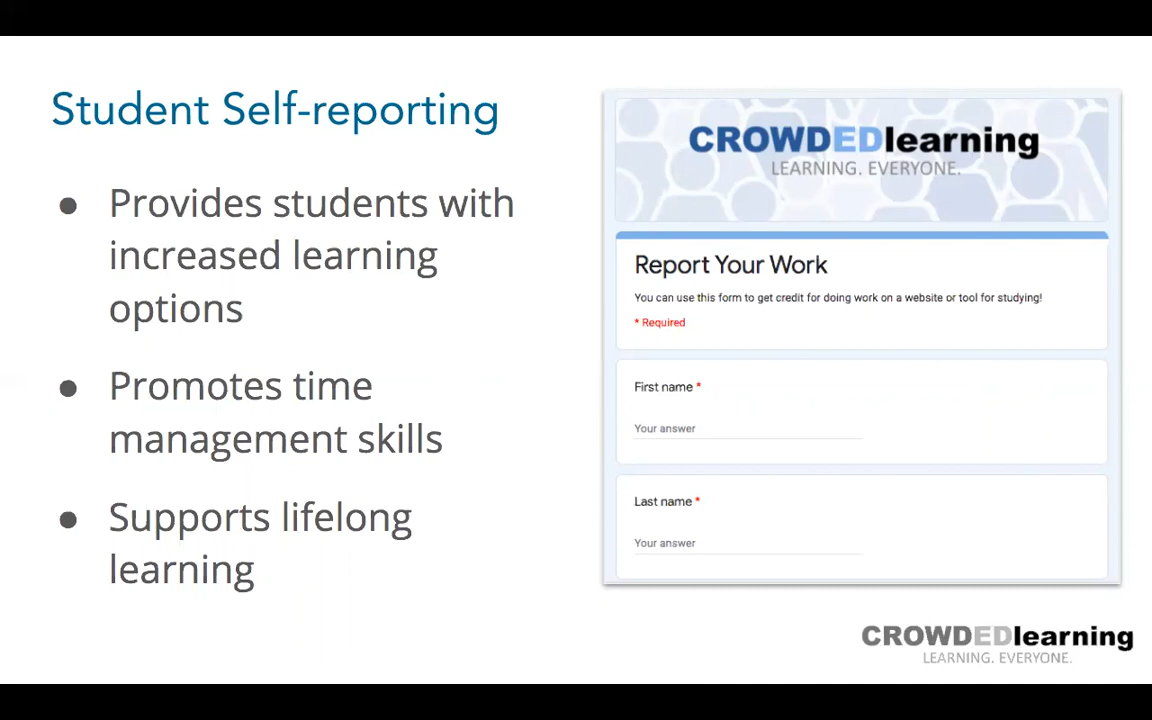 Student Self-reporting
● Provides students with
increased learning
options
● Promotes time
management skills
● Supports lifelong
learning
CROWDEDlearning
LEARNING. EVERYONE.
Report Your Work
You can use this form to get credit for doing work on a website or tool for studying!
* Required
First name *
Your answer
Last name *
Your answer
CROWDEDlearning
LEARNING. EVERYONE.